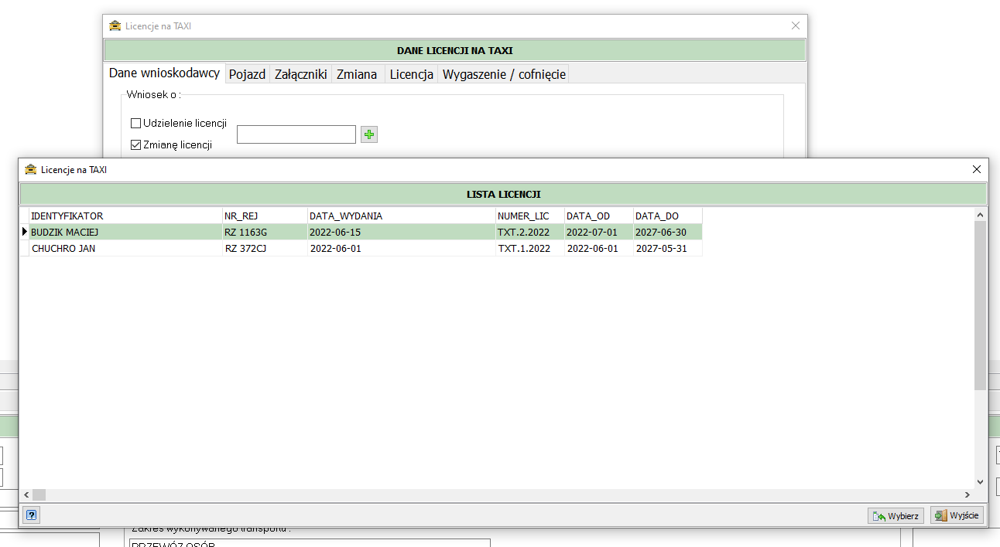 Licencje na TAXI
DANE LICENCJI NA TAXI
Dane wnioskodawcy Pojazd Załączniki Zmiana Licencja Wygaszenie / cofnięcie
Wniosek o :
Udzielenie licencji
Zmianę licencji
Licencje na TAXI
LISTA LICENCJI
IDENTYFIKATOR NR_REJ DATA_WYDANIA NUMER_LIC DATA_OD DATA_DO
BUDZIK MACIEJ RZ 1163G 2022-06-15 TXT.2.2022 2022-07-01 2027-06-30
CHUCHRO JAN RZ 372CJ 2022-06-01 TXT.1.2022 2022-06-01 2027-05-31
? Wybierz Wyjście
Zakres wykonywanego transportu :
PRZEWÓZ OSÓB